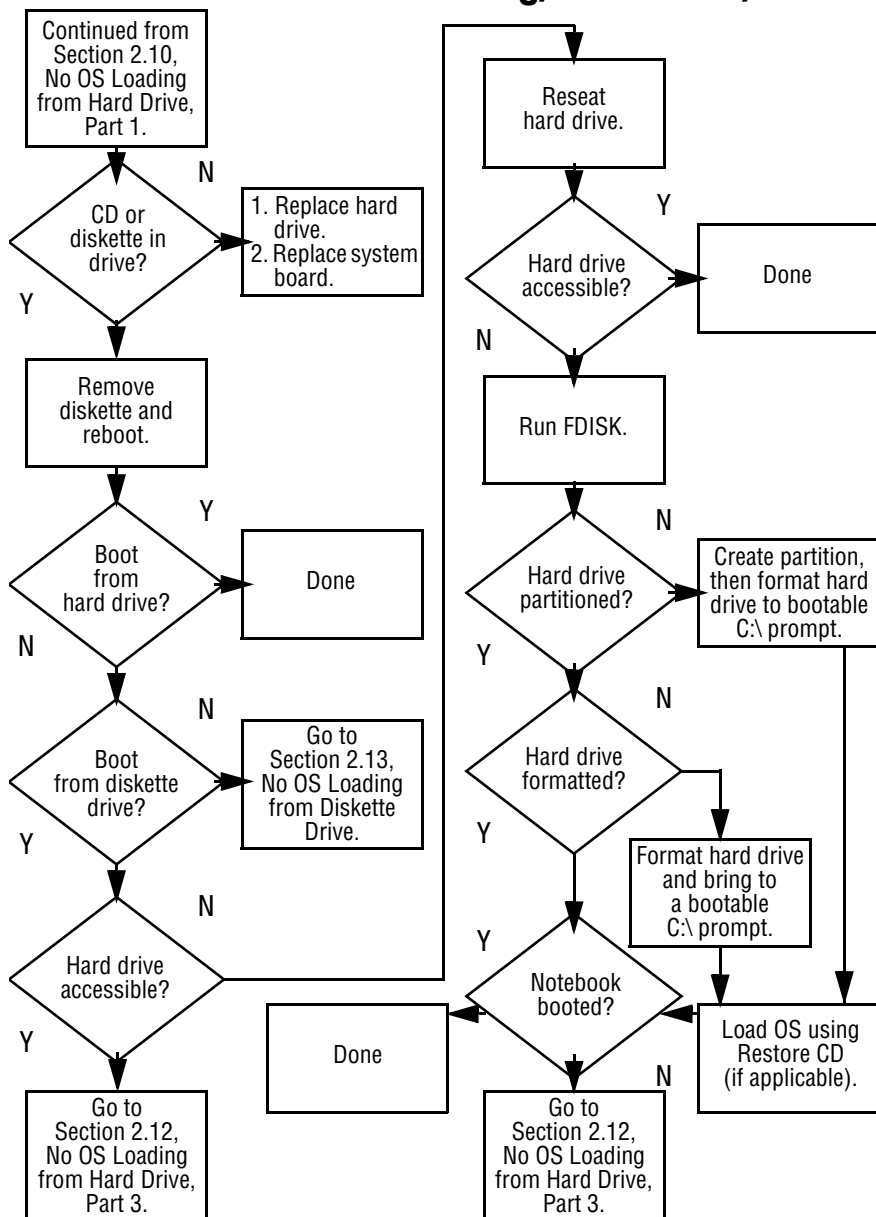 Continued from
Section 2.10,
No OS Loading
from Hard Drive,
Part 1.
N
CD or
diskette in
drive?
1. Replace hard
drive.
2. Replace system
board.
Y
Remove
diskette and
reboot.
Y
Boot
from
hard drive?
Done
N
N
Boot
from diskette
drive?
Go to
Section 2.13,
No OS Loading
from Diskette
Drive.
Y
N
Hard drive
accessible?
Y
Go to
Section 2.12,
No OS Loading
from Hard Drive,
Part 3.
Reseat
hard drive.
Y
Hard drive
accessible?
Done
N
Run FDISK.
N
Hard drive
partitioned?
Create partition,
then format hard
drive to bootable
C:\ prompt.
Y
N
Hard drive
formatted?
Y
Format hard drive
and bring to
a bootable
C:\ prompt.
Y
Notebook
booted?
Done
Load OS using
Restore CD
(if applicable).
N
Go to
Section 2.12,
No OS Loading
from Hard Drive,
Part 3.